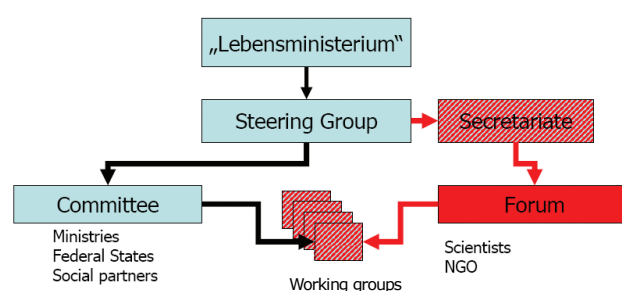 „Lebensministerium“
Steering Group
Secretariate
Committee
Forum
Ministries
Federal States
Social partners
Scientists
NGO
Working groups